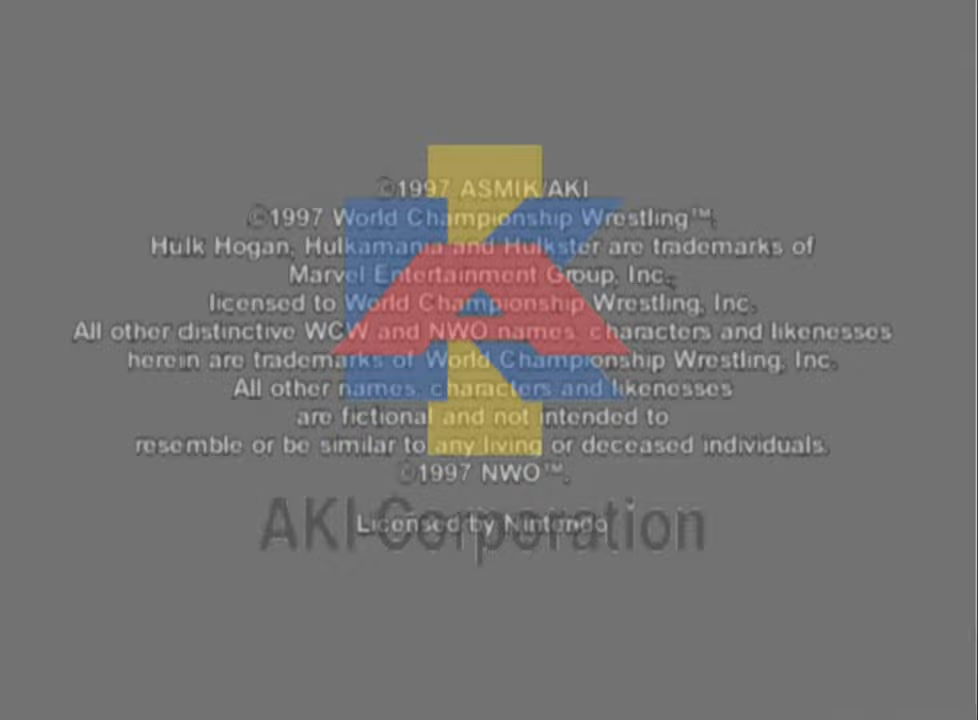 ©1997 ASMIK/AKI
©1997 World Championship Wrestling™.
Hulk Hogan, Hulkamania and Hulkster are trademarks of
Marvel Entertainment Group, Inc.,
licensed to World Championship Wrestling, Inc.
All other distinctive WCW and NWO names, characters and likenesses
herein are trademarks of World Championship Wrestling, Inc.
All other names, characters and likenesses
are fictional and not intended to
resemble or be similar to any living or deceased individuals.
©1997 NWO™.
Licensed by Nintendo
AKI Corporation